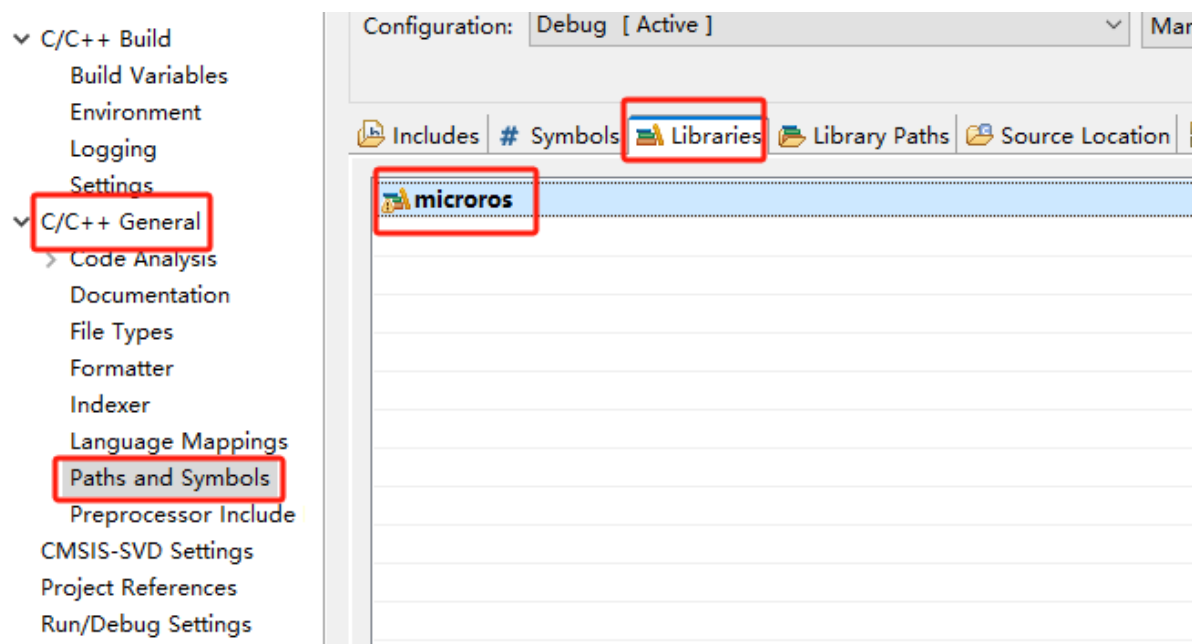 C/C++ Build
Build Variables
Environment
Logging
Settings
C/C++ General
Code Analysis
Documentation
File Types
Formatter
Indexer
Language Mappings
Paths and Symbols
Preprocessor Include
CMSIS-SVD Settings
Project References
Run/Debug Settings
Configuration: Debug [ Active ]
Includes # Symbols Libraries Library Paths Source Location
microros